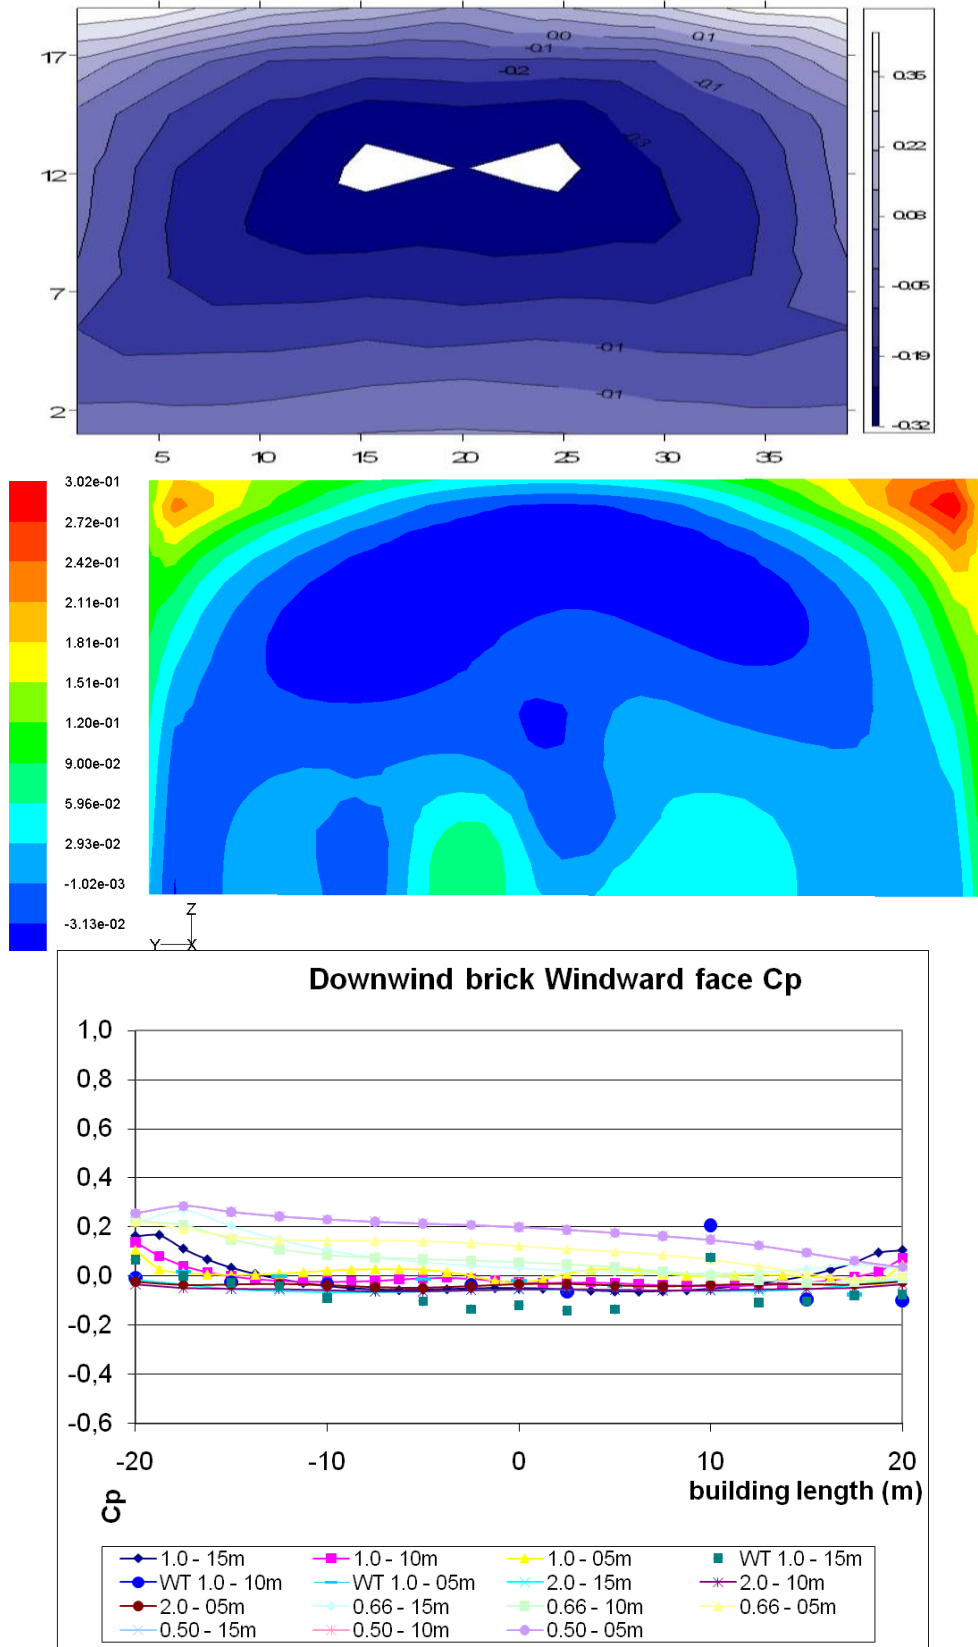 0.0
0.1
-0.1
17
-0.2
-0.1
-0.3
12
7
-0.1
-0.1
2
5 10 15 20 25 30 35
0.35
0.22
0.08
-0.05
-0.19
-0.32
3.02e-01
2.72e-01
2.42e-01
2.11e-01
1.81e-01
1.51e-01
1.20e-01
9.00e-02
5.96e-02
2.93e-02
-1.02e-03
-3.13e-02
Z
Y X
Downwind brick Windward face Cp
1,0
0,8
0,6
0,4
0,2
0,0
-0,2
-0,4
-0,6
-20 -10 0 10 20
building length (m)
Cp
1.0 - 15m 1.0 - 10m 1.0 - 05m WT 1.0 - 15m
WT 1.0 - 10m WT 1.0 - 05m 2.0 - 15m 2.0 - 10m
2.0 - 05m 0.66 - 15m 0.66 - 10m 0.66 - 05m
0.50 - 15m 0.50 - 10m 0.50 - 05m